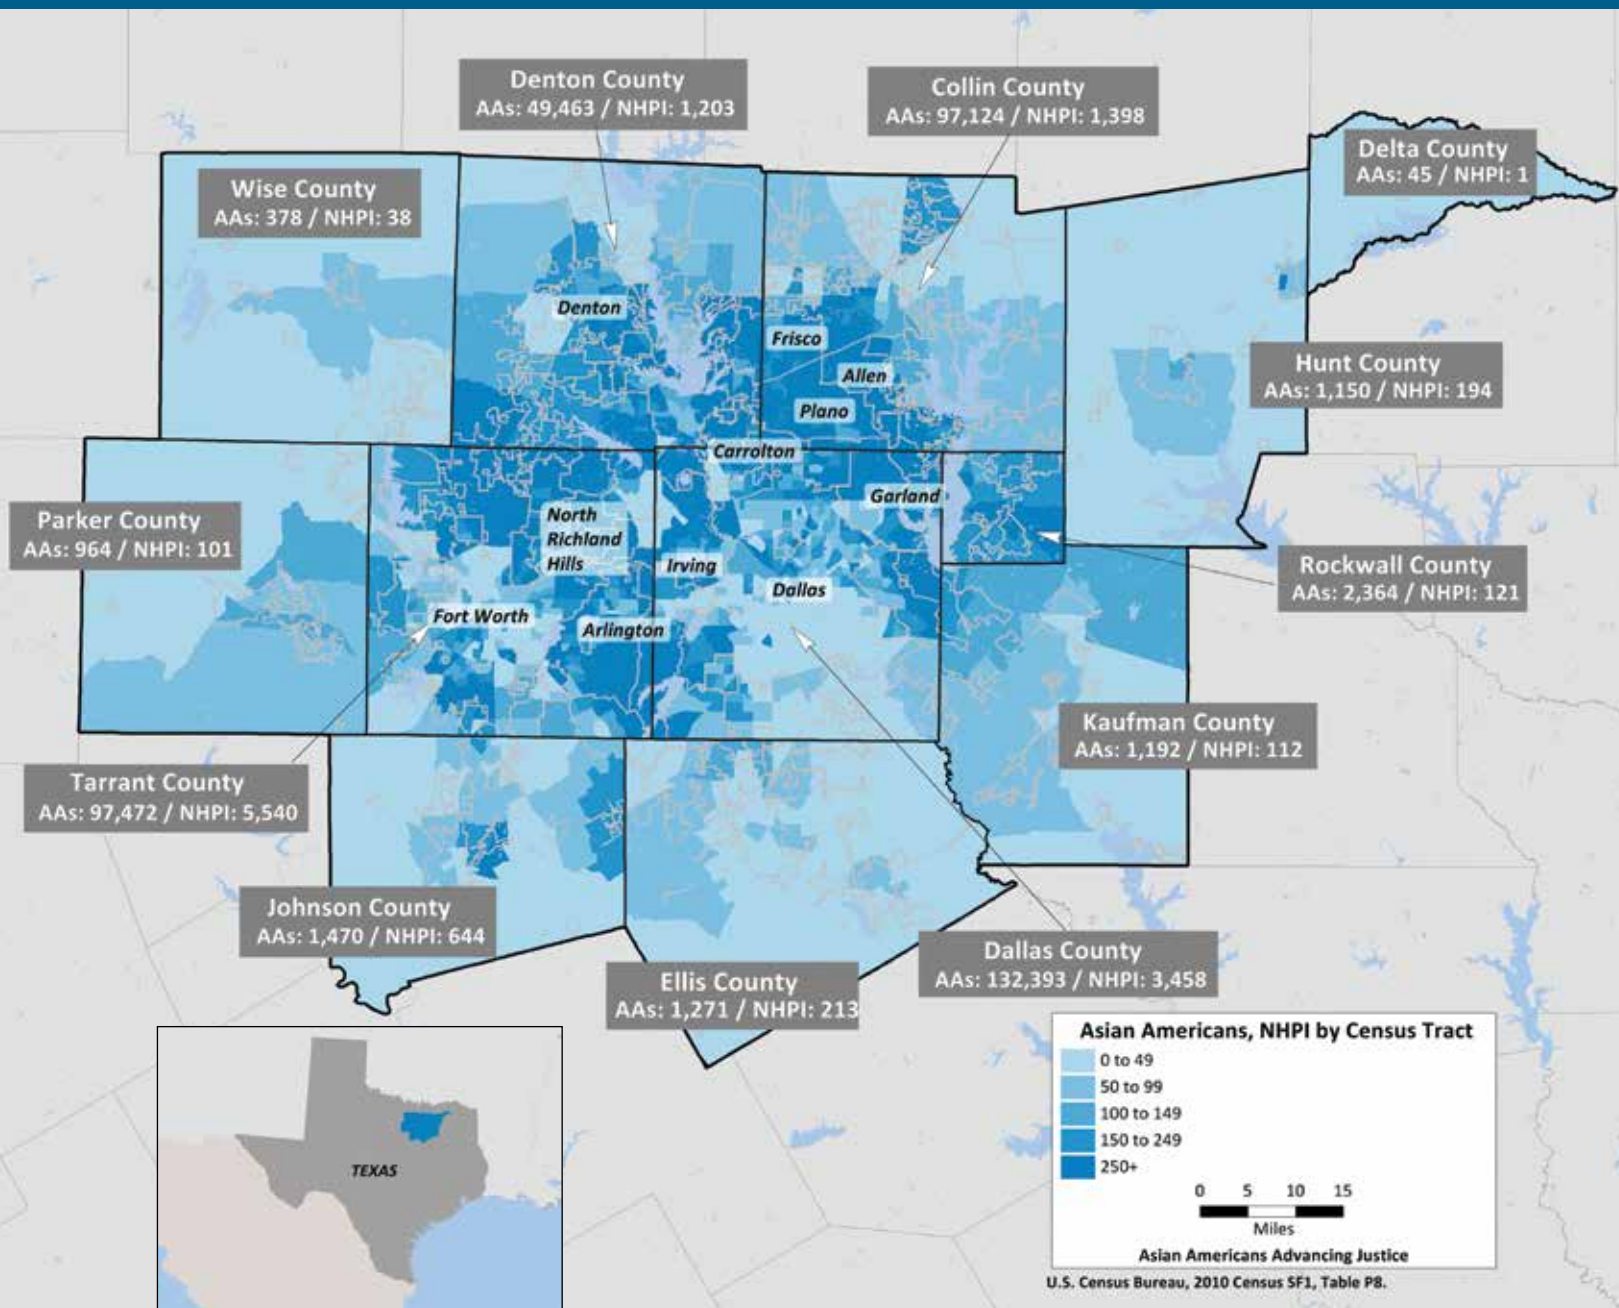 Denton County
AAs: 49,463 / NHPI: 1,203
Collin County
AAs: 97,124 / NHPI: 1,398
Delta County
AAs: 45 / NHPI: 1
Wise County
AAs: 378 / NHPI: 38
Denton
Frisco
Allen
Plano
Hunt County
AAs: 1,150 / NHPI: 194
Carrolton
Garland
Parker County
AAs: 964 / NHPI: 101
North
Richland
Hills
Irving
Dallas
Rockwall County
AAs: 2,364 / NHPI: 121
Fort Worth
Arlington
Kaufman County
AAs: 1,192 / NHPI: 112
Tarrant County
AAs: 97,472 / NHPI: 5,540
Johnson County
AAs: 1,470 / NHPI: 644
Dallas County
AAs: 132,393 / NHPI: 3,458
Ellis County
AAs: 1,271 / NHPI: 213
TEXAS
Asian Americans, NHPI by Census Tract
0 to 49
50 to 99
100 to 149
150 to 249
250+
0 5 10 15
Miles
Asian Americans Advancing Justice
U.S. Census Bureau, 2010 Census SF1, Table P8.